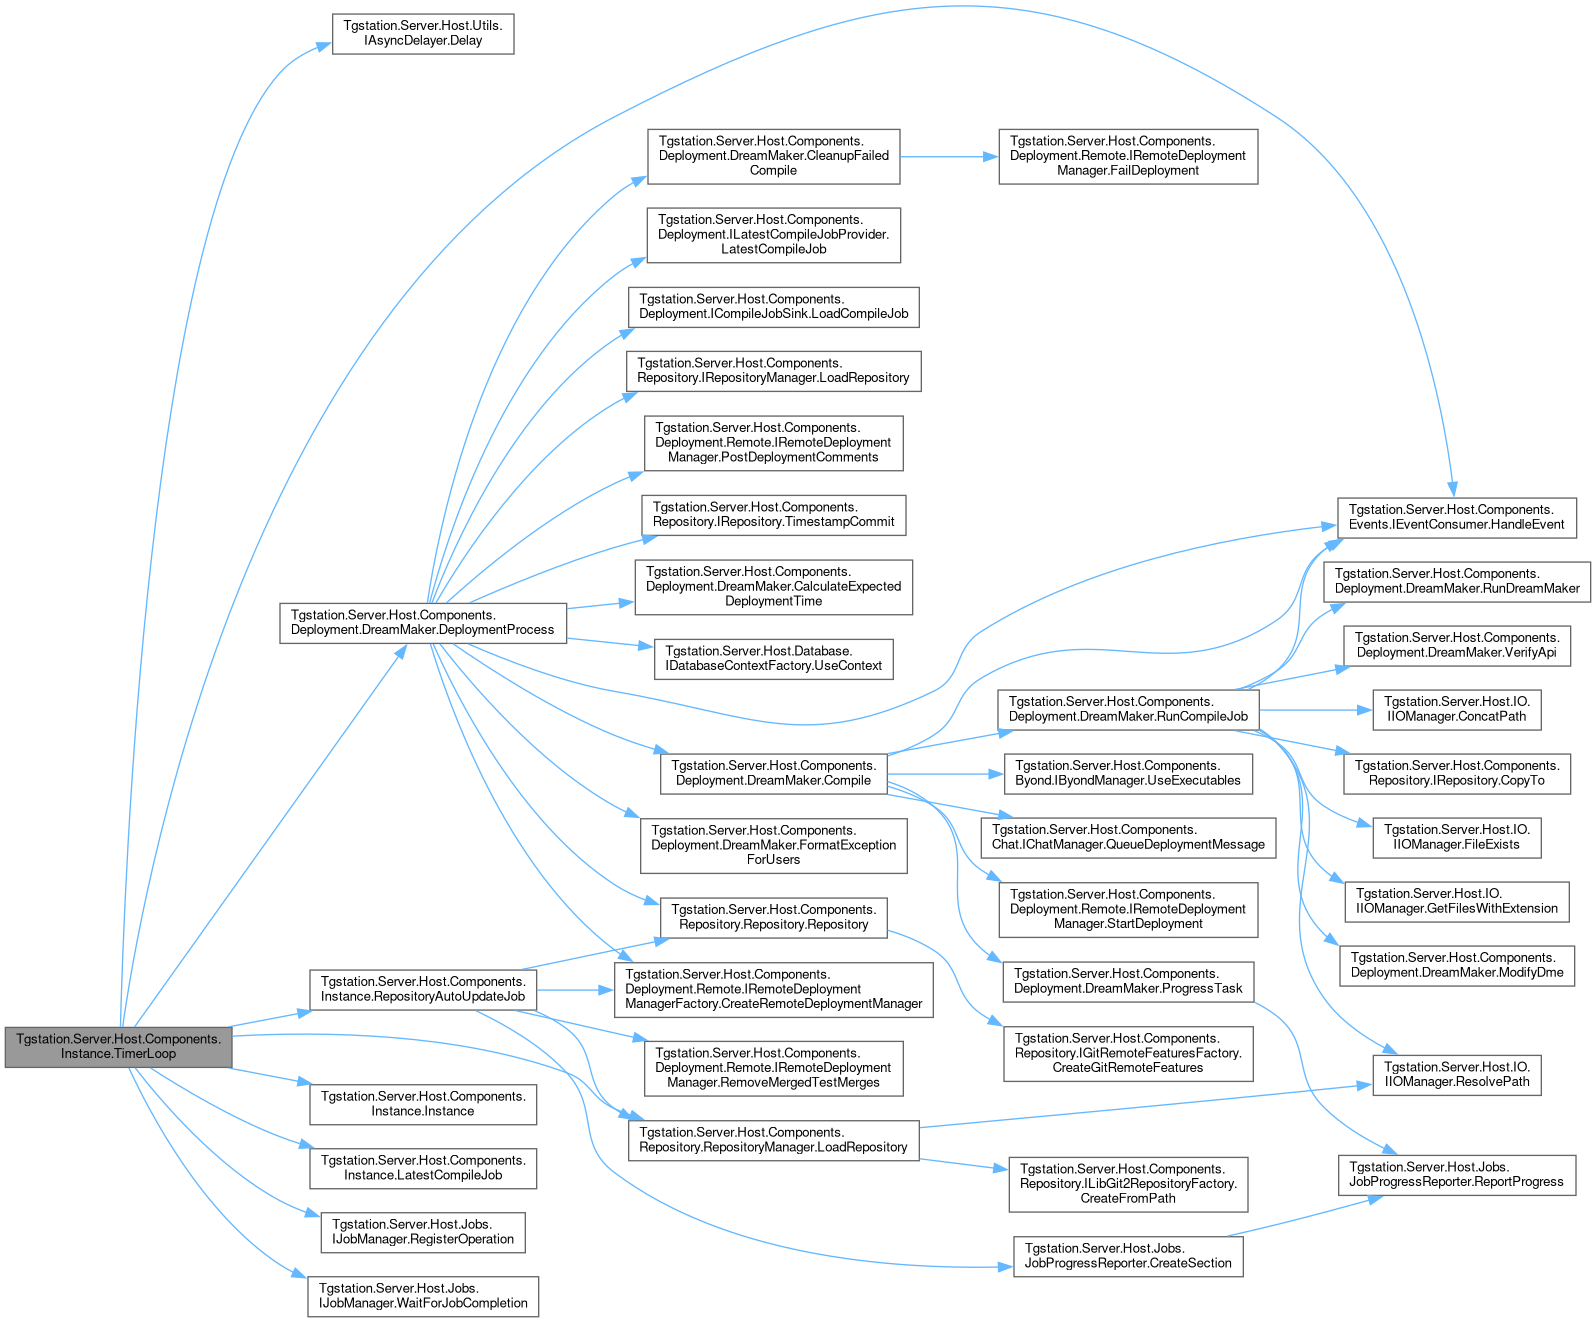 Tgstation.Server.Host.Utils.
IAsyncDelayer.Delay
Tgstation.Server.Host.Components.
Deployment.DreamMaker.CleanupFailed
Compile
Tgstation.Server.Host.Components.
Deployment.Remote.IRemoteDeployment
Manager.FailDeployment
Tgstation.Server.Host.Components.
Deployment.ILatestCompileJobProvider.
LatestCompileJob
Tgstation.Server.Host.Components.
Deployment.ICompileJobSink.LoadCompileJob
Tgstation.Server.Host.Components.
Repository.IRepositoryManager.LoadRepository
Tgstation.Server.Host.Components.
Deployment.Remote.IRemoteDeployment
Manager.PostDeploymentComments
Tgstation.Server.Host.Components.
Repository.IRepository.TimestampCommit
Tgstation.Server.Host.Components.
Events.IEventConsumer.HandleEvent
Tgstation.Server.Host.Components.
Deployment.DreamMaker.CalculateExpected
DeploymentTime
Tgstation.Server.Host.Components.
Deployment.DreamMaker.RunDreamMaker
Tgstation.Server.Host.Components.
Deployment.DreamMaker.DeploymentProcess
Tgstation.Server.Host.Database.
IDatabaseContextFactory.UseContext
Tgstation.Server.Host.Components.
Deployment.DreamMaker.VerifyApi
Tgstation.Server.Host.Components.
Deployment.DreamMaker.RunCompileJob
Tgstation.Server.Host.IO.
IIOManager.ConcatPath
Tgstation.Server.Host.Components.
Deployment.DreamMaker.Compile
Tgstation.Server.Host.Components.
Byond.IByondManager.UseExecutables
Tgstation.Server.Host.Components.
Repository.IRepository.CopyTo
Tgstation.Server.Host.Components.
Deployment.DreamMaker.FormatException
ForUsers
Tgstation.Server.Host.Components.
Chat.IChatManager.QueueDeploymentMessage
Tgstation.Server.Host.IO.
IIOManager.FileExists
Tgstation.Server.Host.Components.
Repository.Repository.Repository
Tgstation.Server.Host.Components.
Deployment.Remote.IRemoteDeployment
Manager.StartDeployment
Tgstation.Server.Host.IO.
IIOManager.GetFilesWithExtension
Tgstation.Server.Host.Components.
Instance.RepositoryAutoUpdateJob
Tgstation.Server.Host.Components.
Deployment.Remote.IRemoteDeployment
ManagerFactory.CreateRemoteDeploymentManager
Tgstation.Server.Host.Components.
Deployment.DreamMaker.ProgressTask
Tgstation.Server.Host.Components.
Deployment.DreamMaker.ModifyDme
Tgstation.Server.Host.Components.
Instance.TimerLoop
Tgstation.Server.Host.Components.
Deployment.Remote.IRemoteDeployment
Manager.RemoveMergedTestMerges
Tgstation.Server.Host.Components.
Repository.IGitRemoteFeaturesFactory.
CreateGitRemoteFeatures
Tgstation.Server.Host.IO.
IIOManager.ResolvePath
Tgstation.Server.Host.Components.
Instance.Instance
Tgstation.Server.Host.Components.
Instance.LatestCompileJob
Tgstation.Server.Host.Components.
Repository.RepositoryManager.LoadRepository
Tgstation.Server.Host.Components.
Repository.ILibGit2RepositoryFactory.
CreateFromPath
Tgstation.Server.Host.Jobs.
JobProgressReporter.ReportProgress
Tgstation.Server.Host.Jobs.
IJobManager.RegisterOperation
Tgstation.Server.Host.Jobs.
JobProgressReporter.CreateSection
Tgstation.Server.Host.Jobs.
IJobManager.WaitForJobCompletion